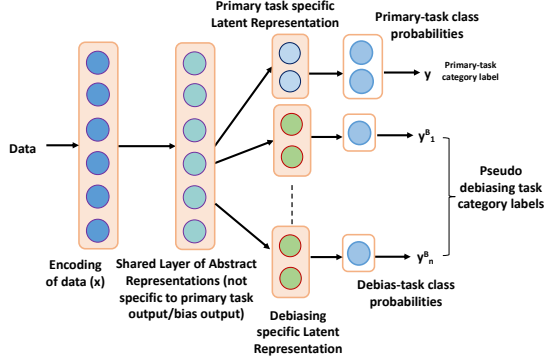 Primary task specific
Latent Representation
Primary-task class
probabilities
y
Primary-task
category label
Data
y^B_1
Pseudo
debiasing task
category labels
y^B_n
Encoding
of data (x)
Shared Layer of Abstract
Representations (not
specific to primary task
output/bias output)
Debiasing
specific Latent
Representation
Debias-task class
probabilities